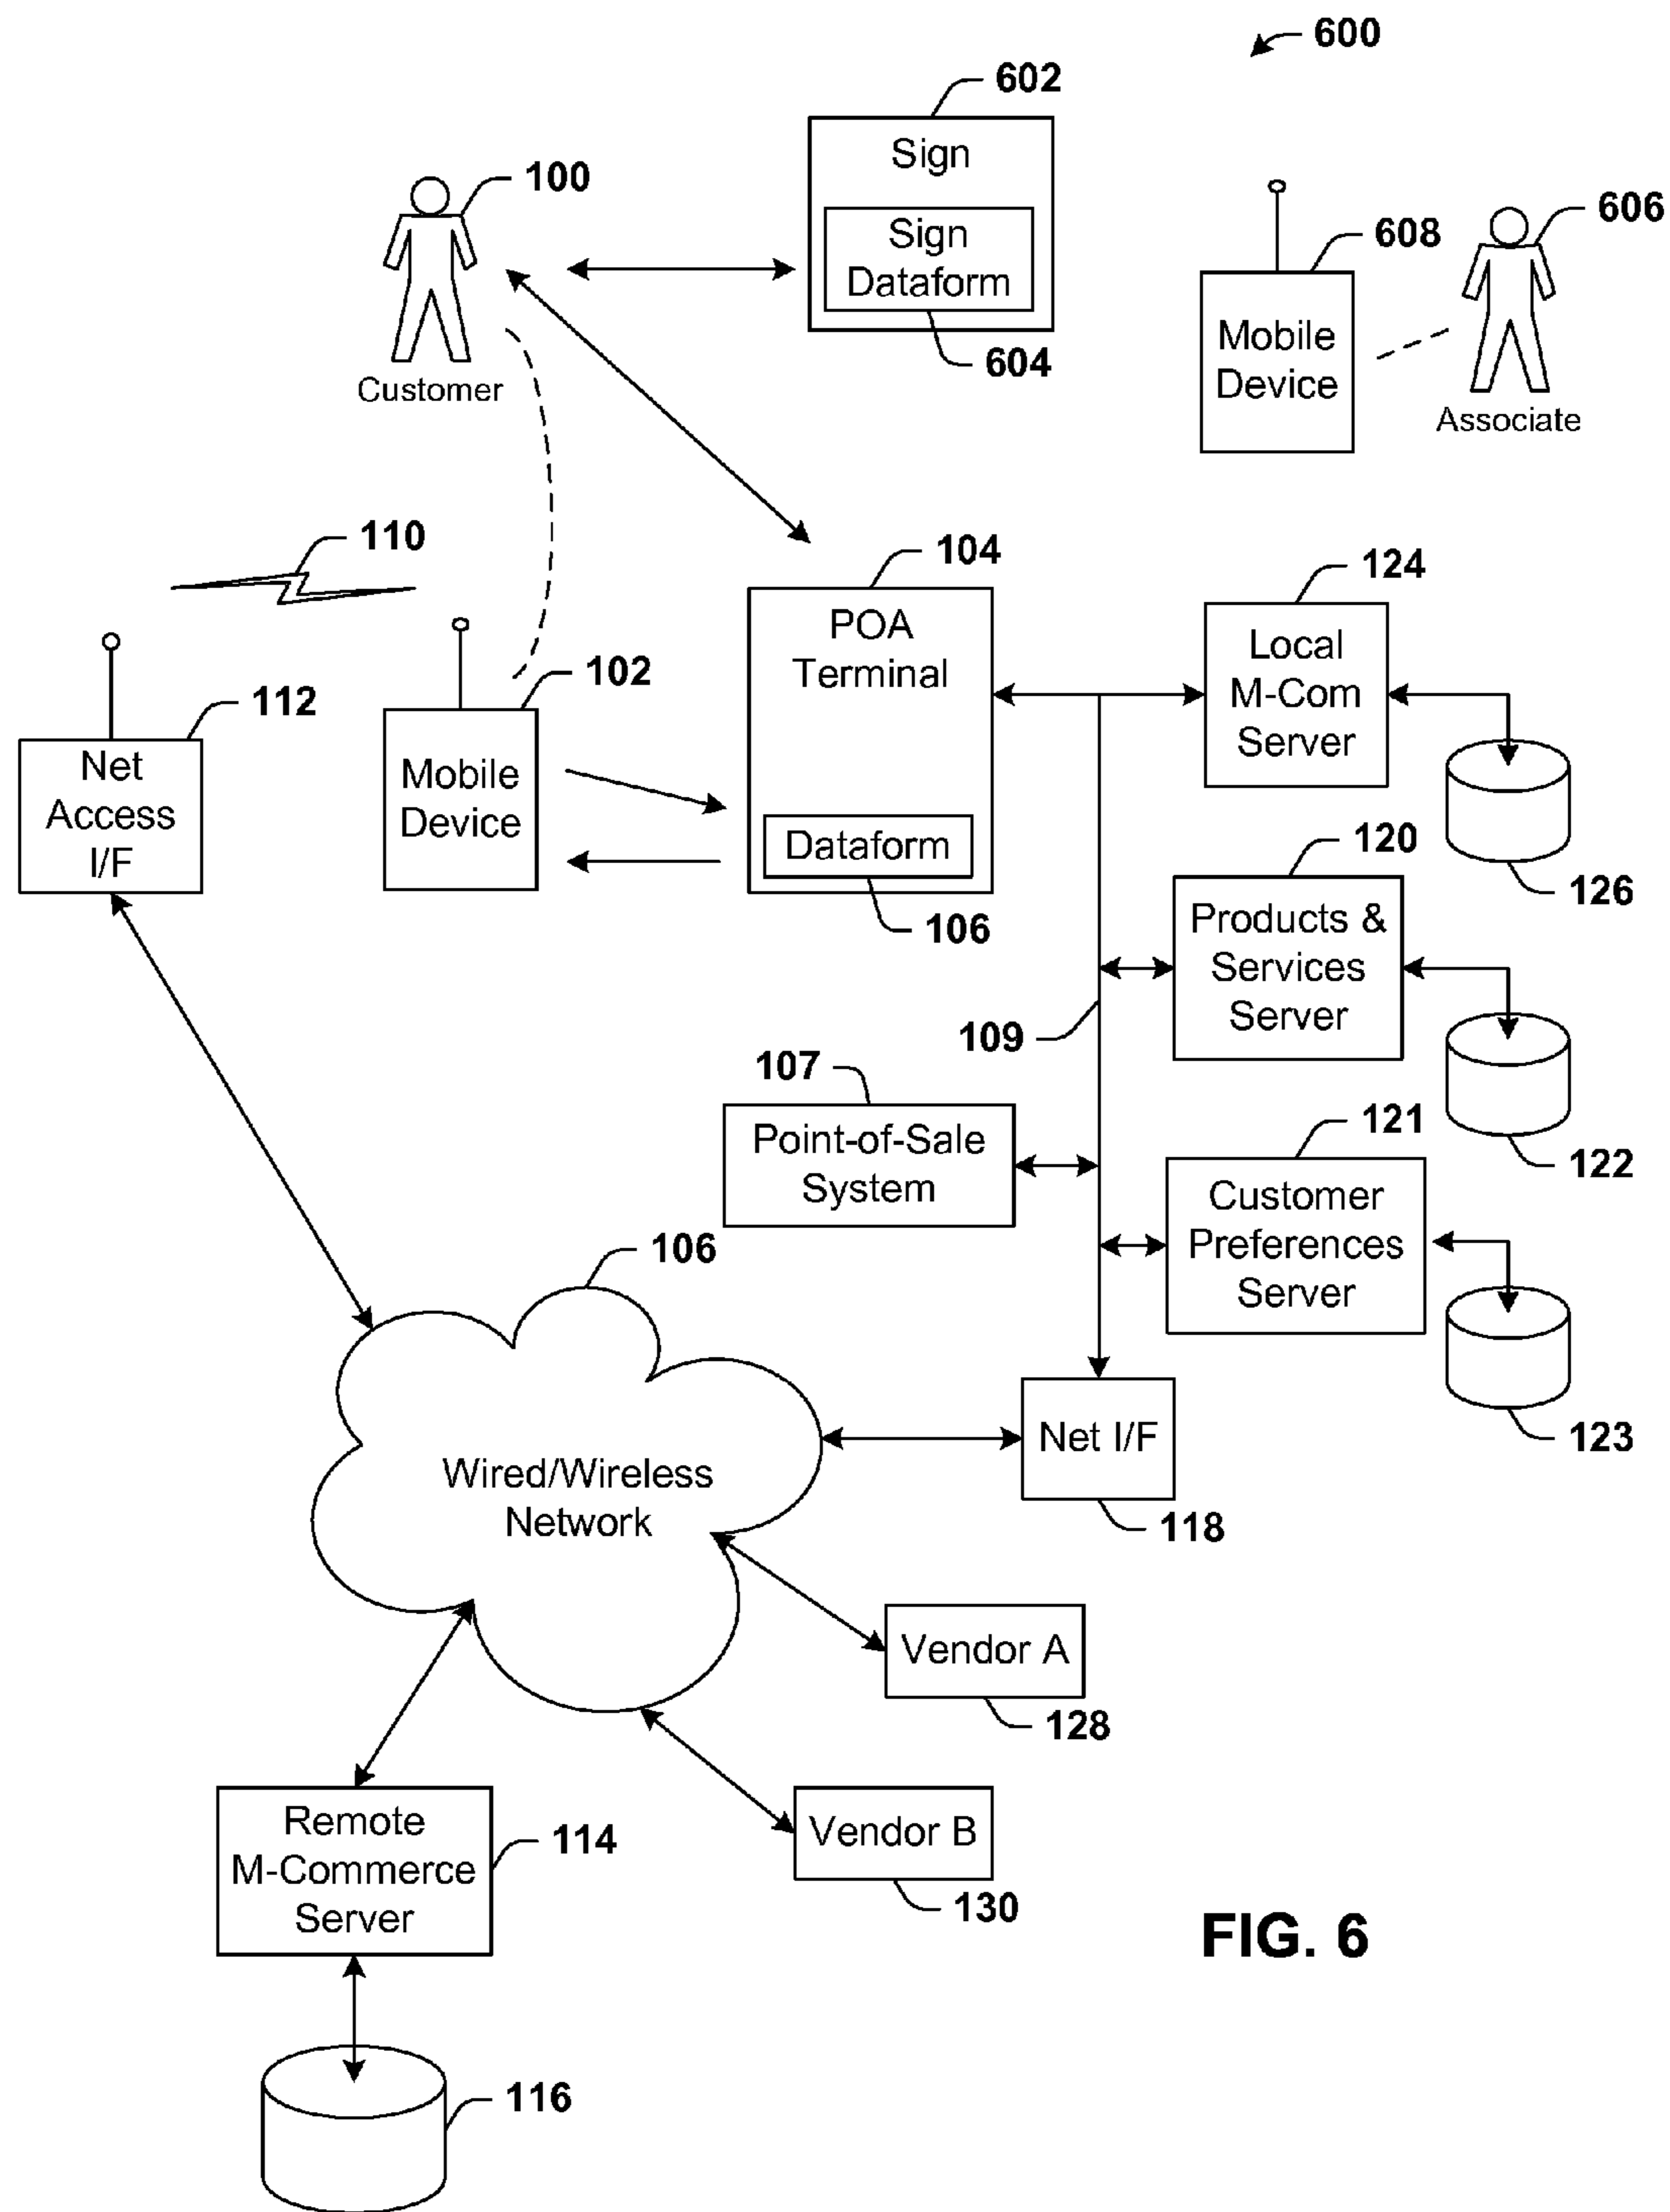 600
602
Sign
100
606
608
Sign
Dataform
Mobile
Device
604
Customer
Associate
110
104
124
POA
Terminal
Local
M-Com
Server
102
112
Net
Access
I/F
Mobile
Device
Dataform
120
126
106
Products &
Services
Server
109
107
121
Point-of-Sale
System
122
Customer
Preferences
Server
106
Net I/F
123
Wired/Wireless
Network
118
Vendor A
128
Remote
M-Commerce
Server
114
Vendor B
130
FIG. 6
116